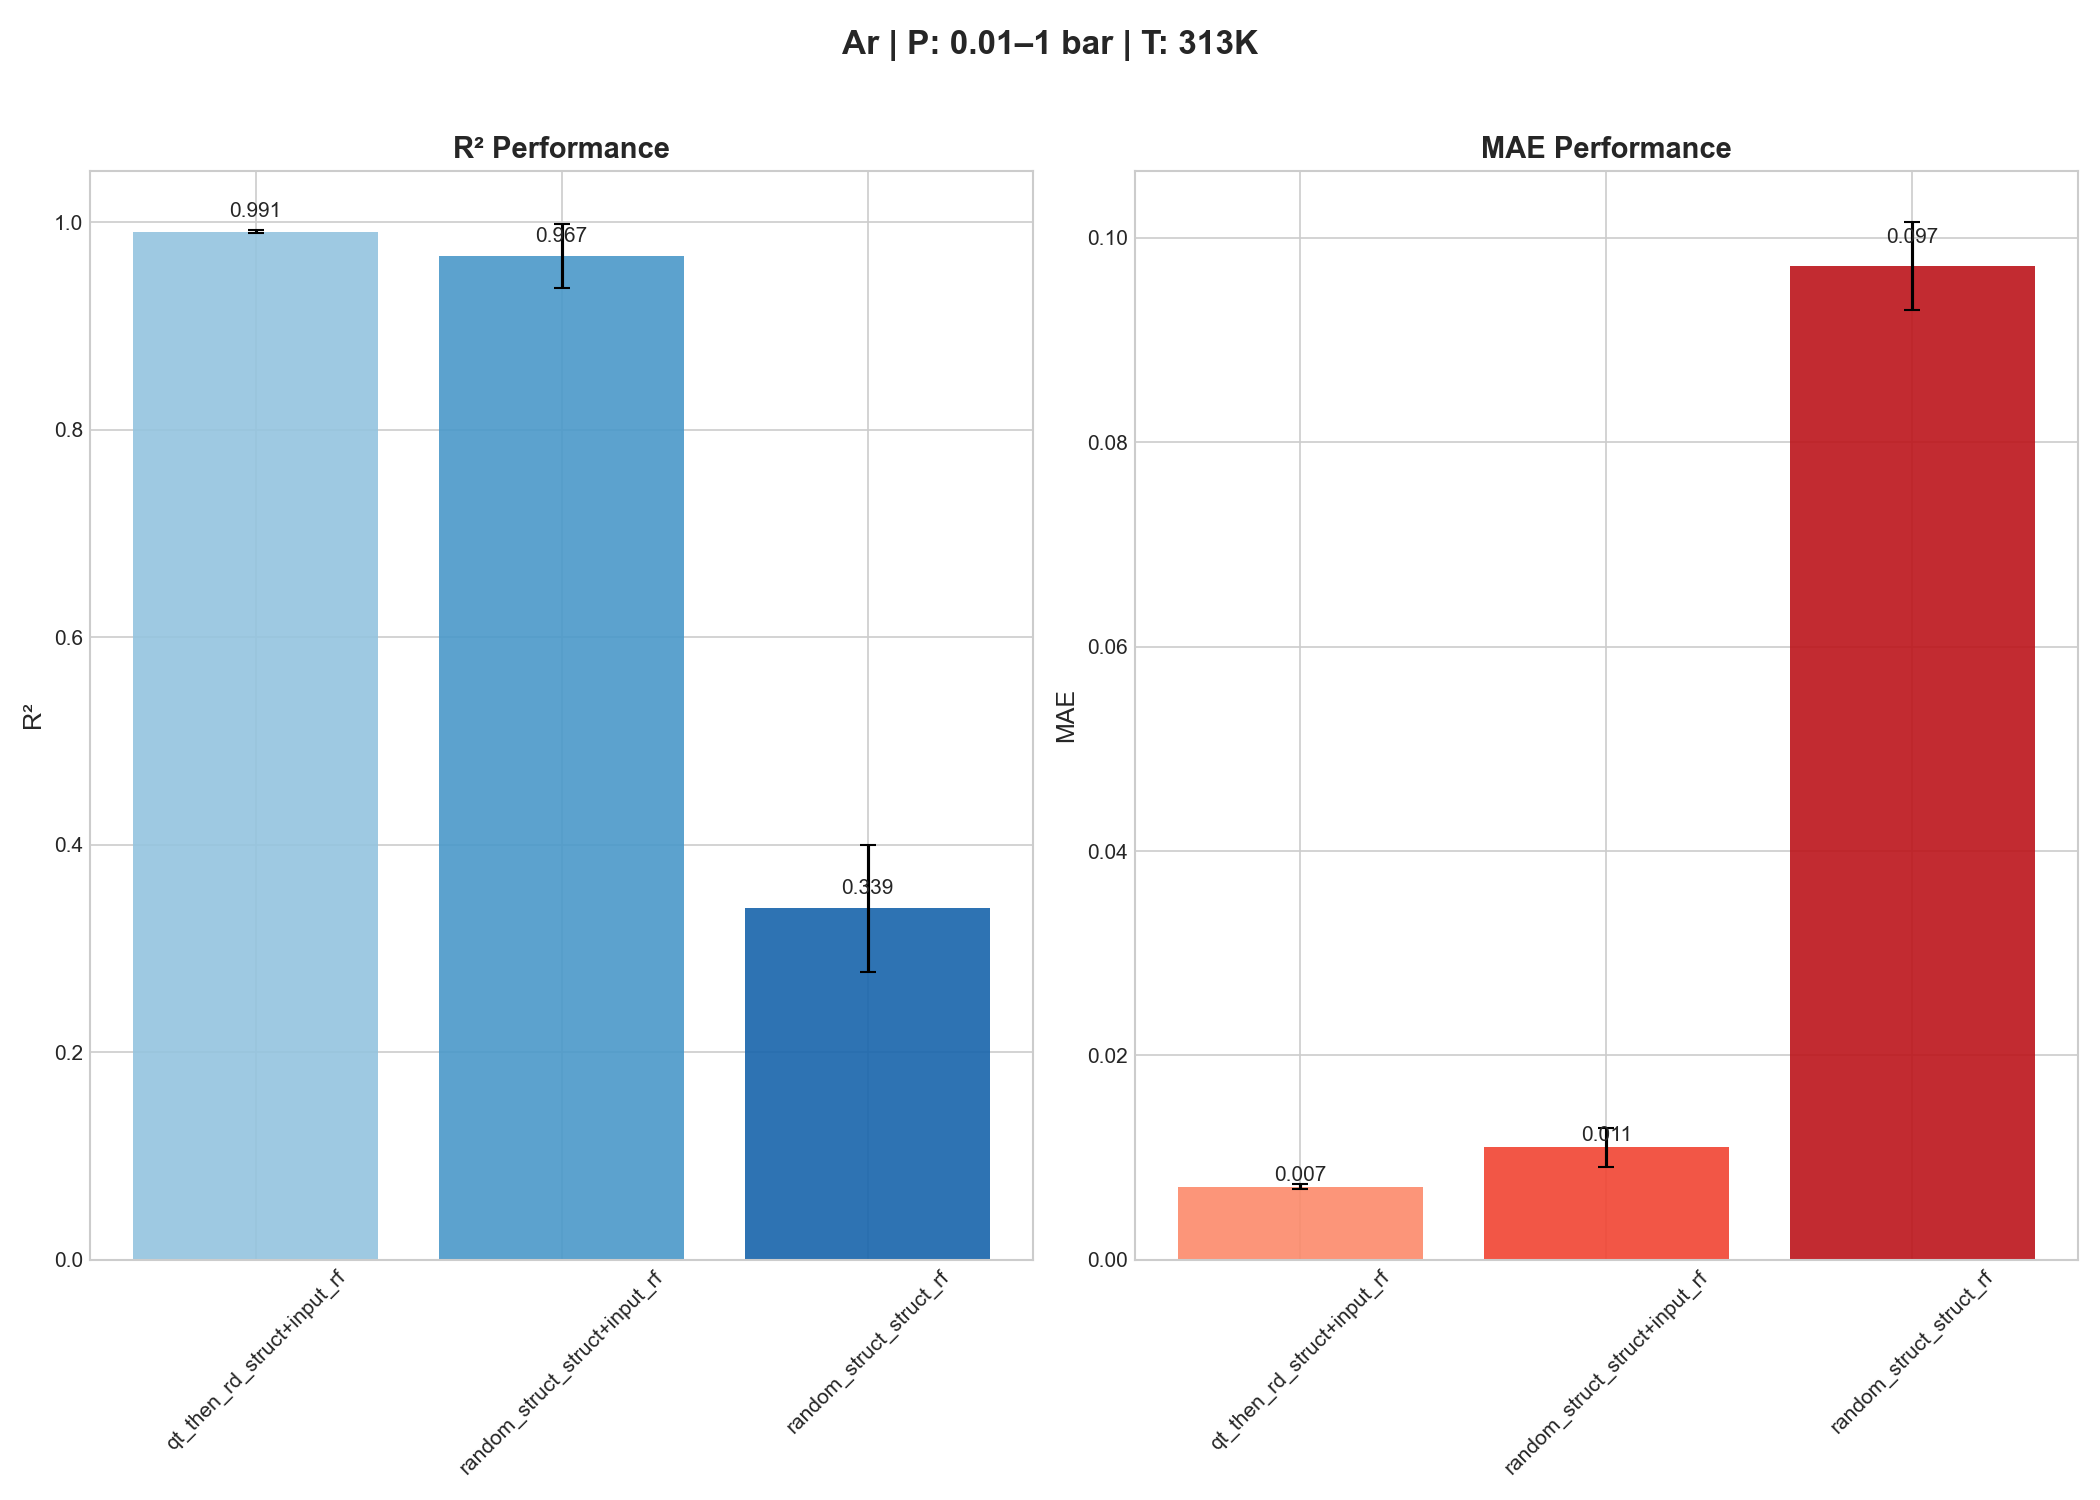 Ar | P: 0.01–1 bar | T: 313K
R² Performance
R²
1.0
0.8
0.6
0.4
0.2
0.0
0.991
0.967
0.339
qt_then_rd_struct+input_rf
random_struct_struct+input_rf
random_struct_struct_rf
MAE Performance
MAE
0.10
0.08
0.06
0.04
0.02
0.00
0.007
0.011
0.097
qt_then_rd_struct+input_rf
random_struct_struct+input_rf
random_struct_struct_rf